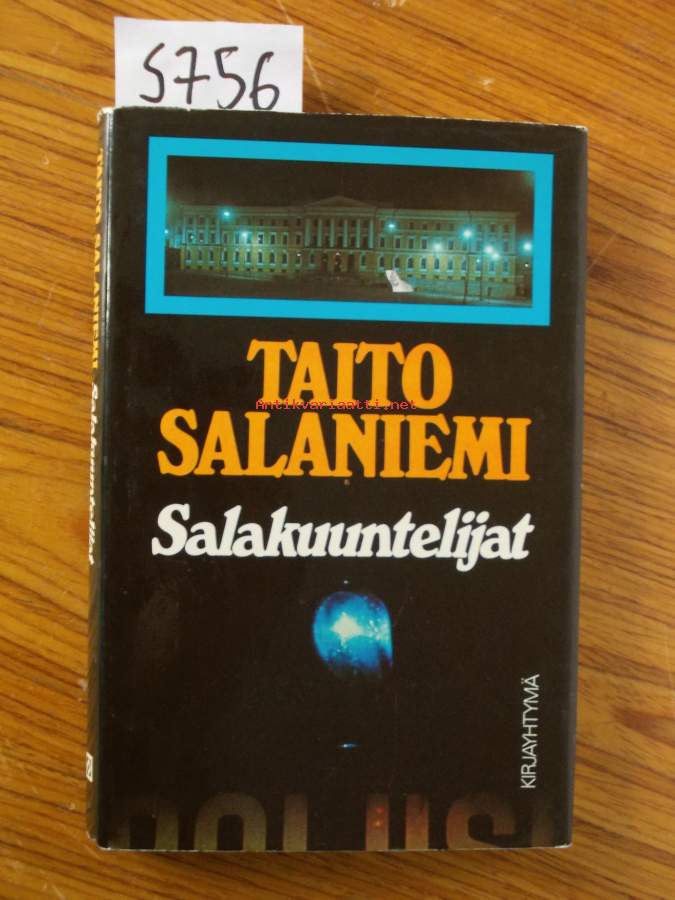 S756
TAITO
SALANIEMI
Antikvariaatti.net
Salakuuntelijat
KIRJAYHTYMÄ
TAITO SALANIEMI Salakuuntelijat